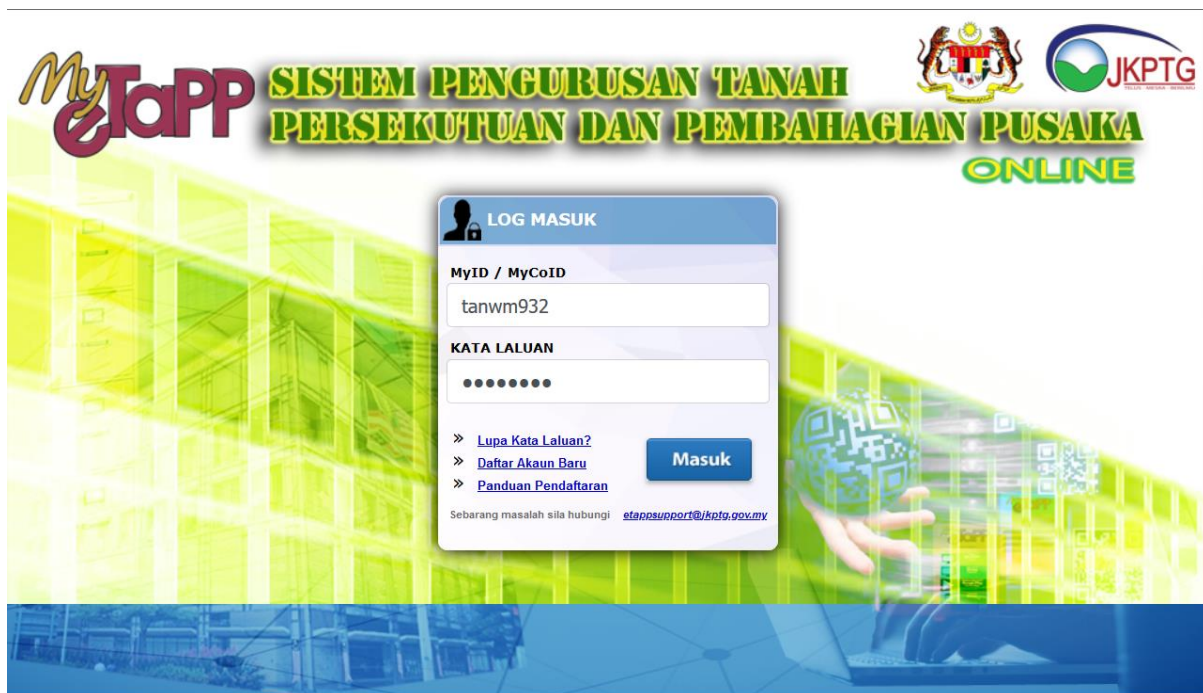 MyeTaPP
SISTEM PENGURUSAN TANAH
PERSEKUTUAN DAN PEMBAHAGIAN PUSAKA
ONLINE
JKPTG
LOG MASUK
MyID / MyCoID
tanwm932
KATA LALUAN
••••••••
» Lupa Kata Laluan?
» Daftar Akaun Baru
» Panduan Pendaftaran
Masuk
Sebarang masalah sila hubungi etappsupport@jkptg.gov.my